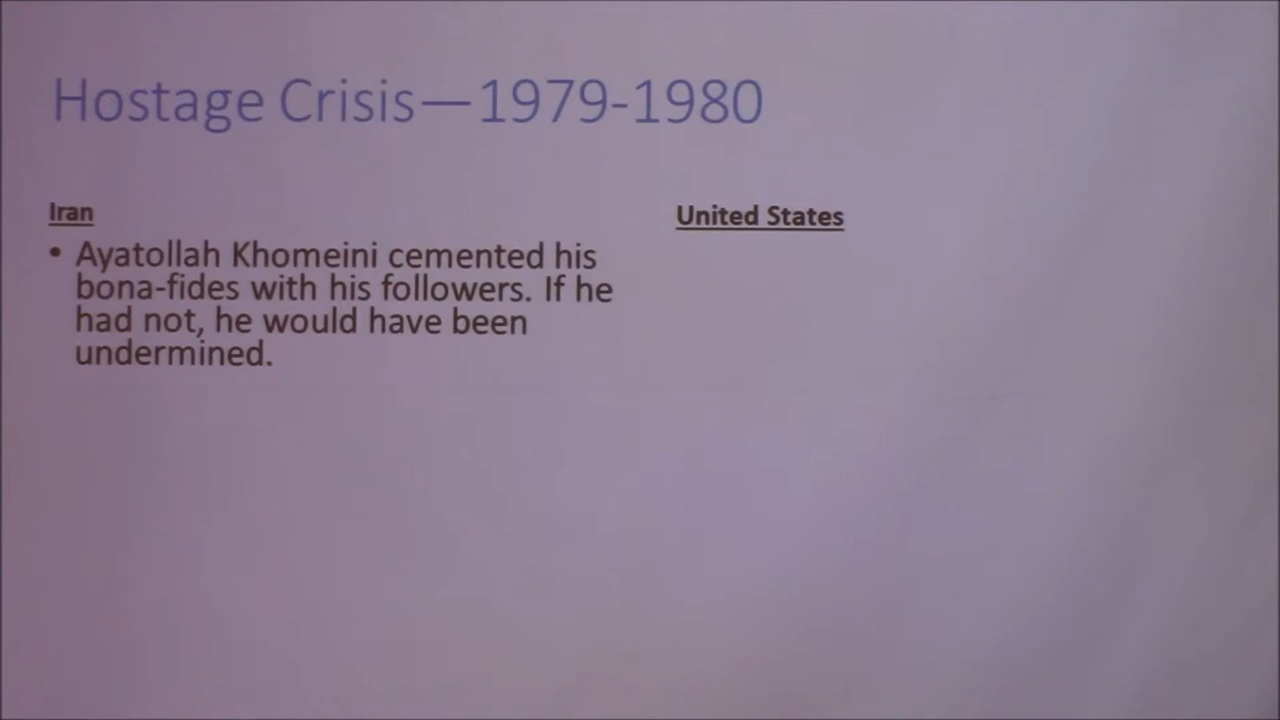 Hostage Crisis—1979-1980
Iran
• Ayatollah Khomeini cemented his
bona-fides with his followers. If he
had not, he would have been
undermined.
United States